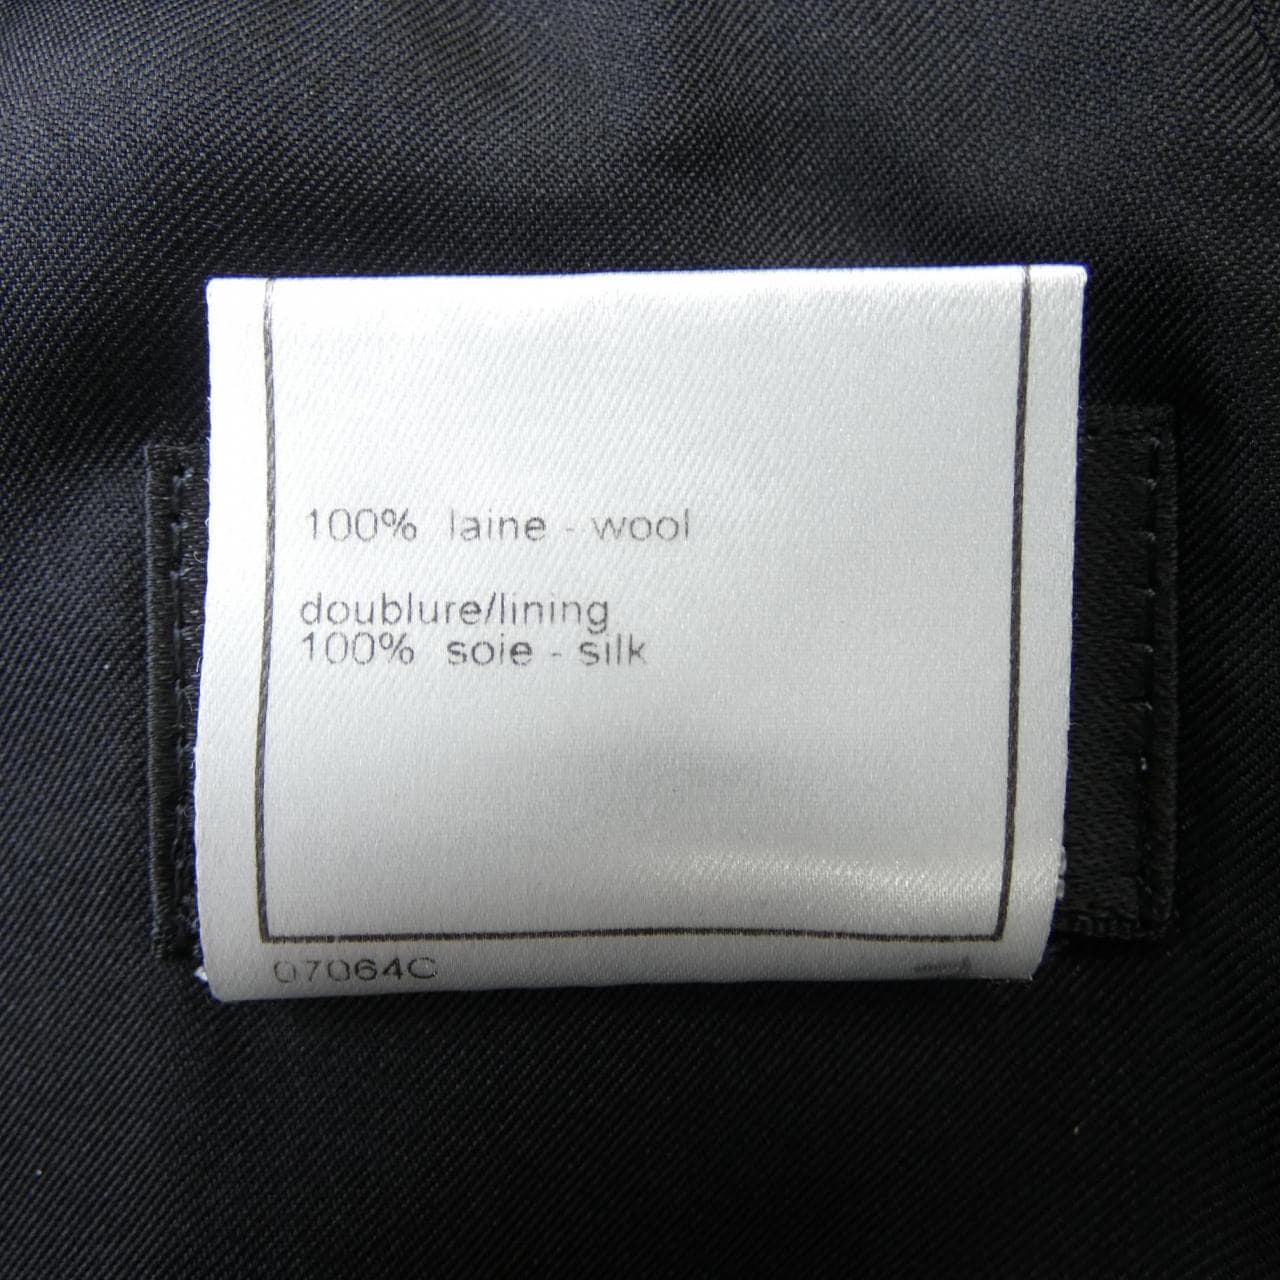 100% laine - wool
doublure/lining
100% soie - silk
07064C